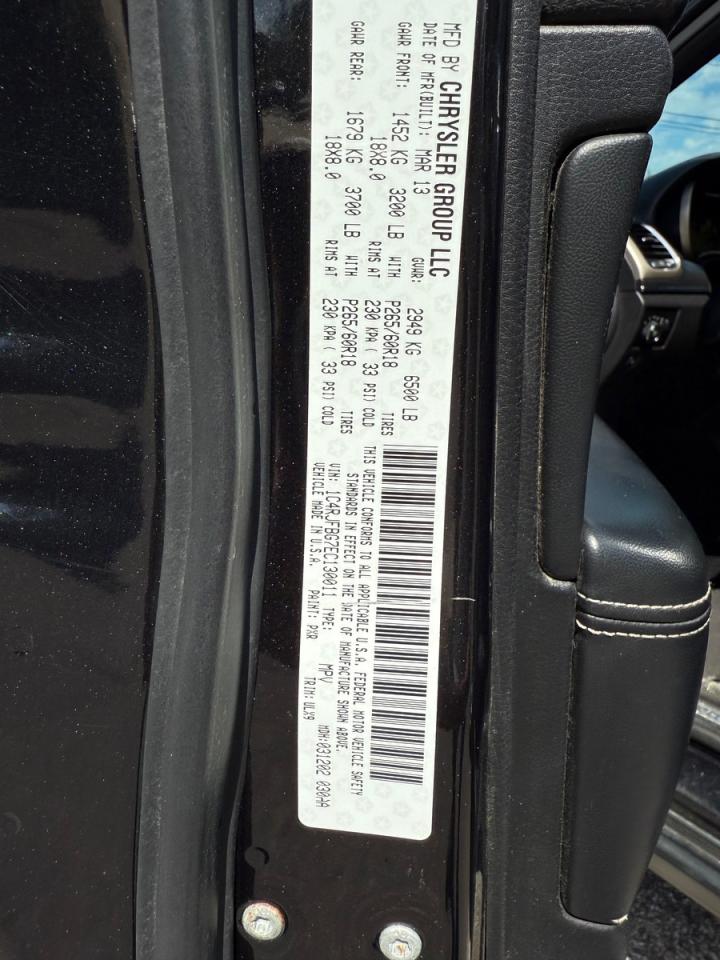 MFD BY CHRYSLER GROUP LLC
DATE OF MFR(BUILT): MAR 13 GVWR: 2949 KG 6500 LB
GAWR FRONT: 1452 KG 3200 LB WITH P265/60R18 TIRES
18X8.0 RIMS AT 230 KPA ( 33 PSI) COLD
GAWR REAR: 1679 KG 3700 LB WITH P265/60R18 TIRES
18X8.0 RIMS AT 230 KPA ( 33 PSI) COLD
THIS VEHICLE CONFORMS TO ALL APPLICABLE U.S.A. FEDERAL MOTOR VEHICLE SAFETY
STANDARDS IN EFFECT ON THE DATE OF MANUFACTURE SHOWN ABOVE.
VIN: 1C4RJFBG7EC130011 TYPE: MPV MDH:031202 030AA
VEHICLE MADE IN U.S.A. PAINT: PXR TRIM: ULX9